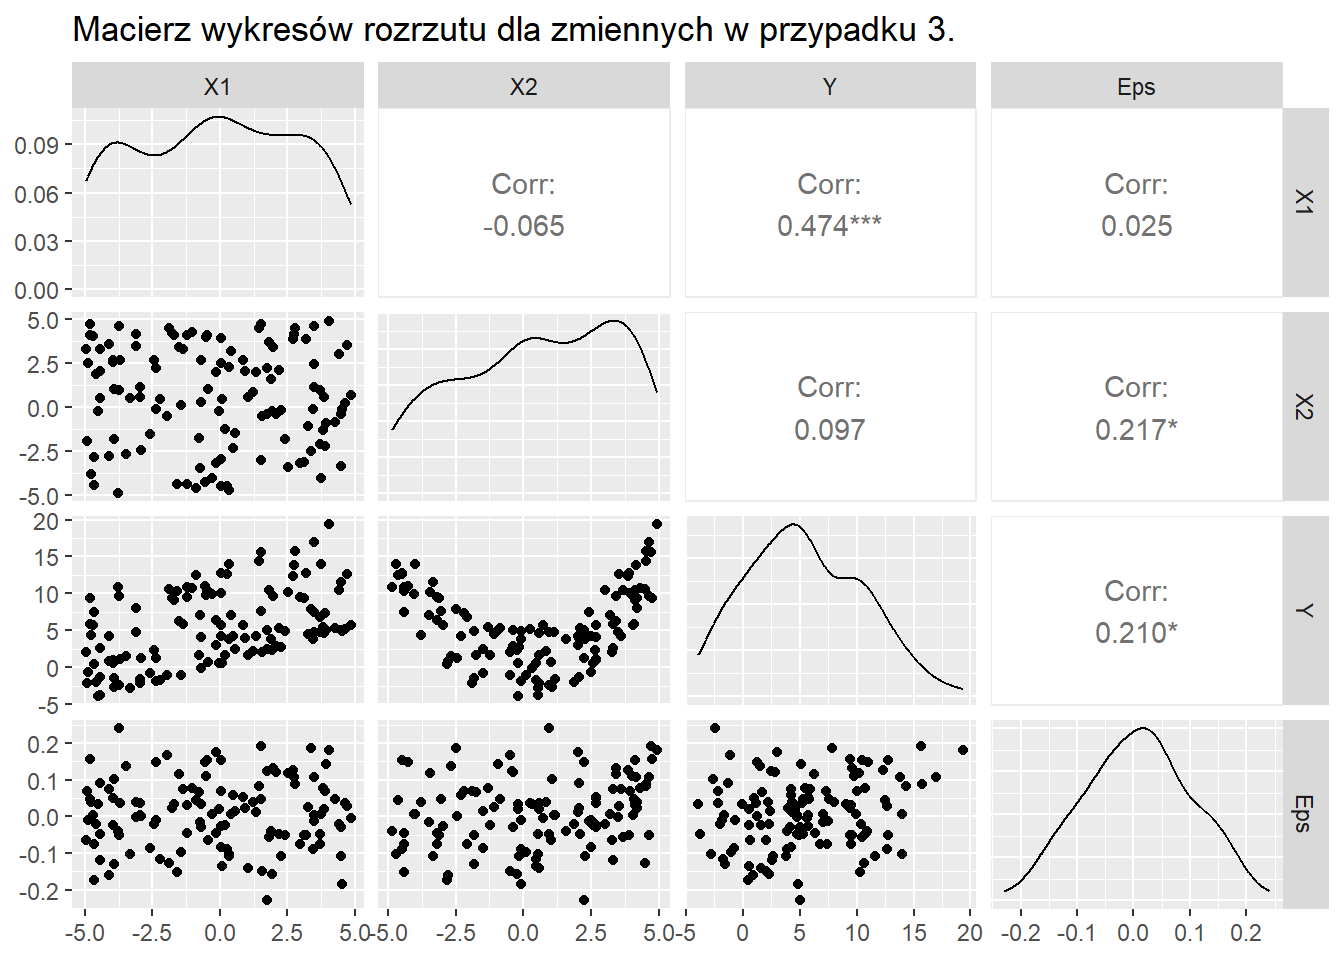 Macierz wykresów rozrzutu dla zmiennych w przypadku 3.
X1 X2 Y Eps
0.09
0.06
0.03
0.00
Corr:
-0.065
Corr:
0.474***
Corr:
0.025
X1
5.0
2.5
0.0
-2.5
-5.0
Corr:
0.097
Corr:
0.217*
X2
20
15
10
5
0
-5
Corr:
0.210*
Y
0.2
0.1
0.0
-0.1
-0.2
Eps
-5.0 -2.5 0.0 2.5 5.0 -5.0 -2.5 0.0 2.5 5.0 -5 0 5 10 15 20 -0.2 -0.1 0.0 0.1 0.2